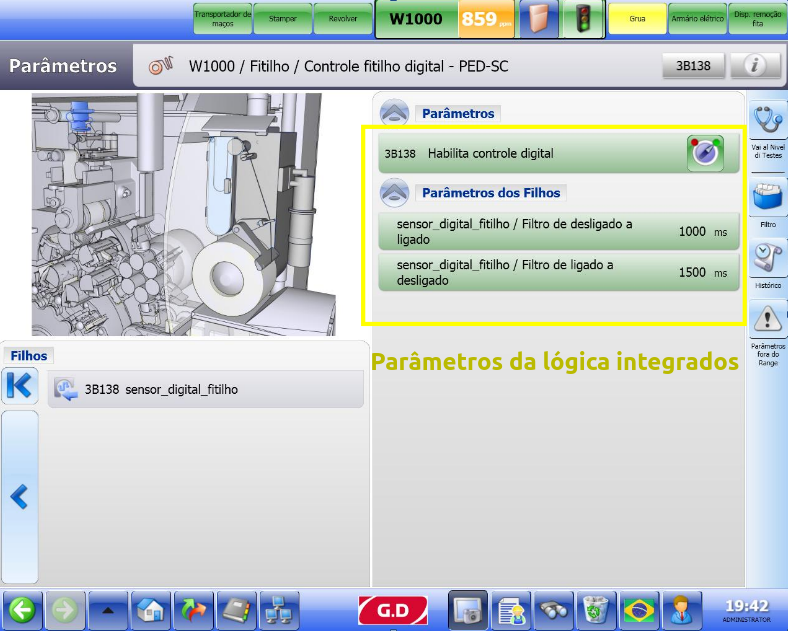 Transportador de
maços
Stamper
Revolver
W1000
859
Grua
Armário elétrico
Disp. remoção
fita
Parâmetros
W1000 / Fitilho / Controle fitilho digital - PED-SC
3B138
i
Parâmetros
3B138 Habilita controle digital
Parâmetros dos Filhos
sensor_digital_fitilho / Filtro de desligado a
ligado
1000 ms
sensor_digital_fitilho / Filtro de ligado a
desligado
1500 ms
Vai al Nivel
di Testes
Filtro
Histórico
Parâmetros
fora do
Range
Parâmetros da lógica integrados
Filhos
3B138 sensor_digital_fitilho
G.D
19:42
ADMINISTRATOR